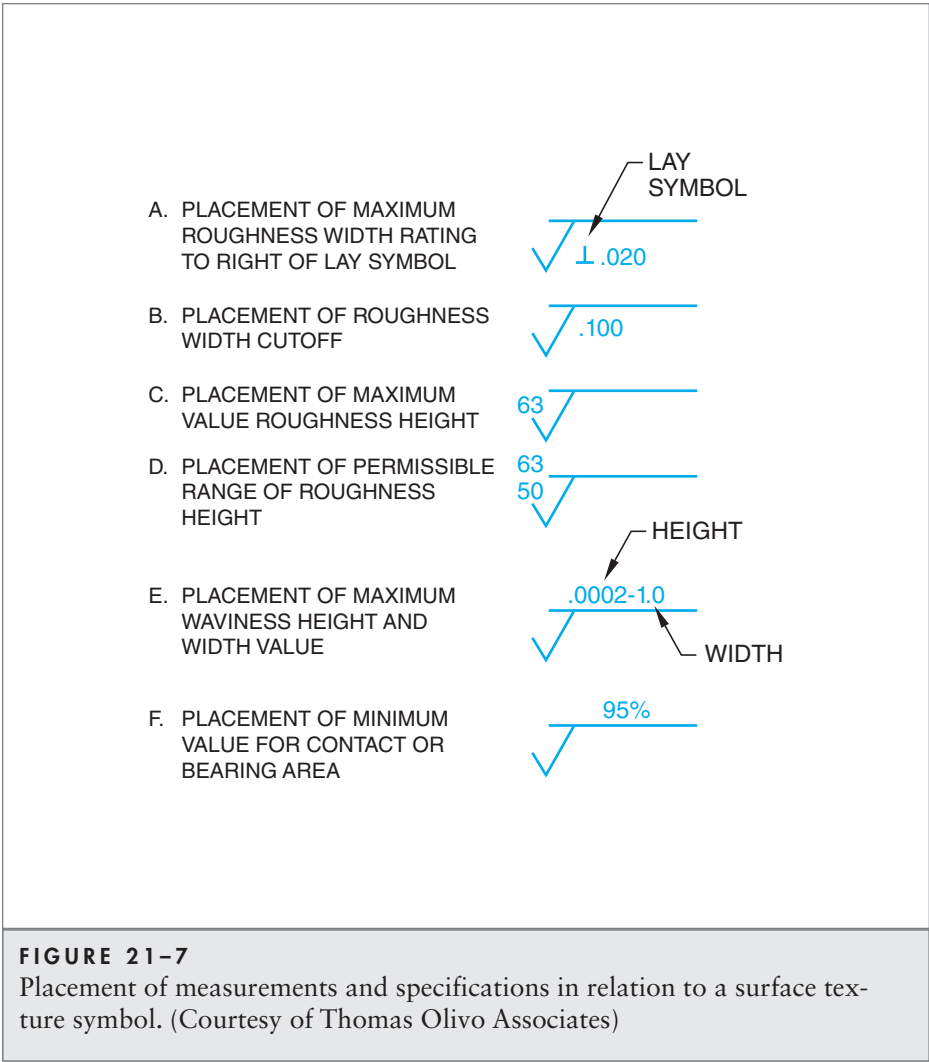 LAY
SYMBOL
A. PLACEMENT OF MAXIMUM
ROUGHNESS WIDTH RATING
TO RIGHT OF LAY SYMBOL
⊥ .020
B. PLACEMENT OF ROUGHNESS
WIDTH CUTOFF
.100
C. PLACEMENT OF MAXIMUM
VALUE ROUGHNESS HEIGHT
63
D. PLACEMENT OF PERMISSIBLE
RANGE OF ROUGHNESS
HEIGHT
63
50
HEIGHT
E. PLACEMENT OF MAXIMUM
WAVINESS HEIGHT AND
WIDTH VALUE
.0002-1.0
WIDTH
F. PLACEMENT OF MINIMUM
VALUE FOR CONTACT OR
BEARING AREA
95%
FIGURE 21–7
Placement of measurements and specifications in relation to a surface tex-
ture symbol. (Courtesy of Thomas Olivo Associates)